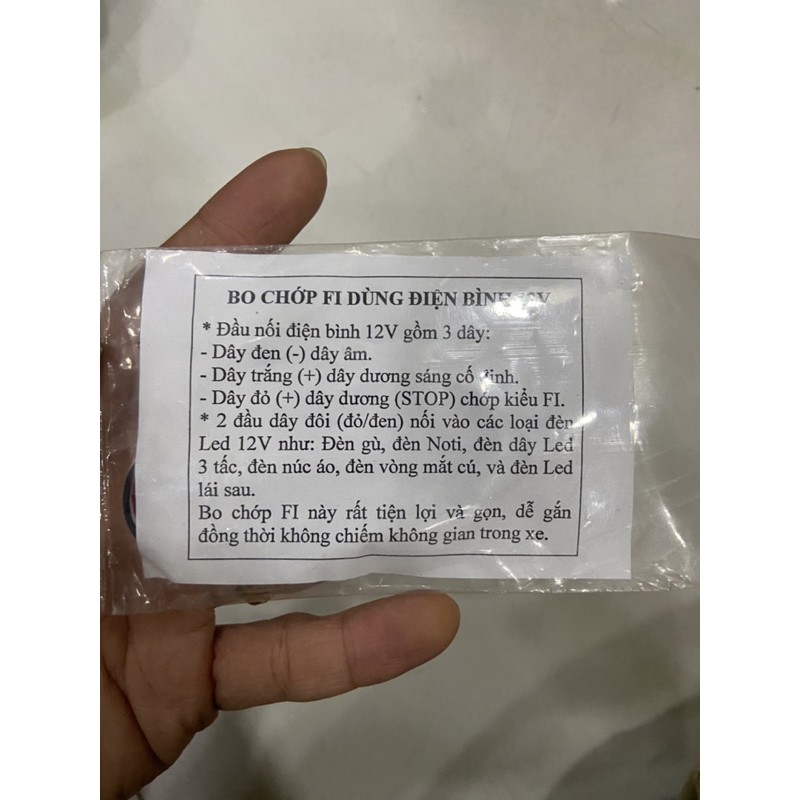 BO CHỚP FI DÙNG ĐIỆN BÌNH 12V
* Đầu nối điện bình 12V gồm 3 dây:
- Dây đen (-) dây âm.
- Dây trắng (+) dây dương sáng cố định.
- Dây đỏ (+) dây dương (STOP) chớp kiểu FI.
* 2 đầu dây đôi (đỏ/đen) nối vào các loại đèn
Led 12V như: Đèn gù, đèn Noti, đèn dây Led
3 tấc, đèn núc áo, đèn vòng mắt cú, và đèn Led
lái sau.
Bo chớp FI này rất tiện lợi và gọn, dễ gắn
đồng thời không chiếm không gian trong xe.